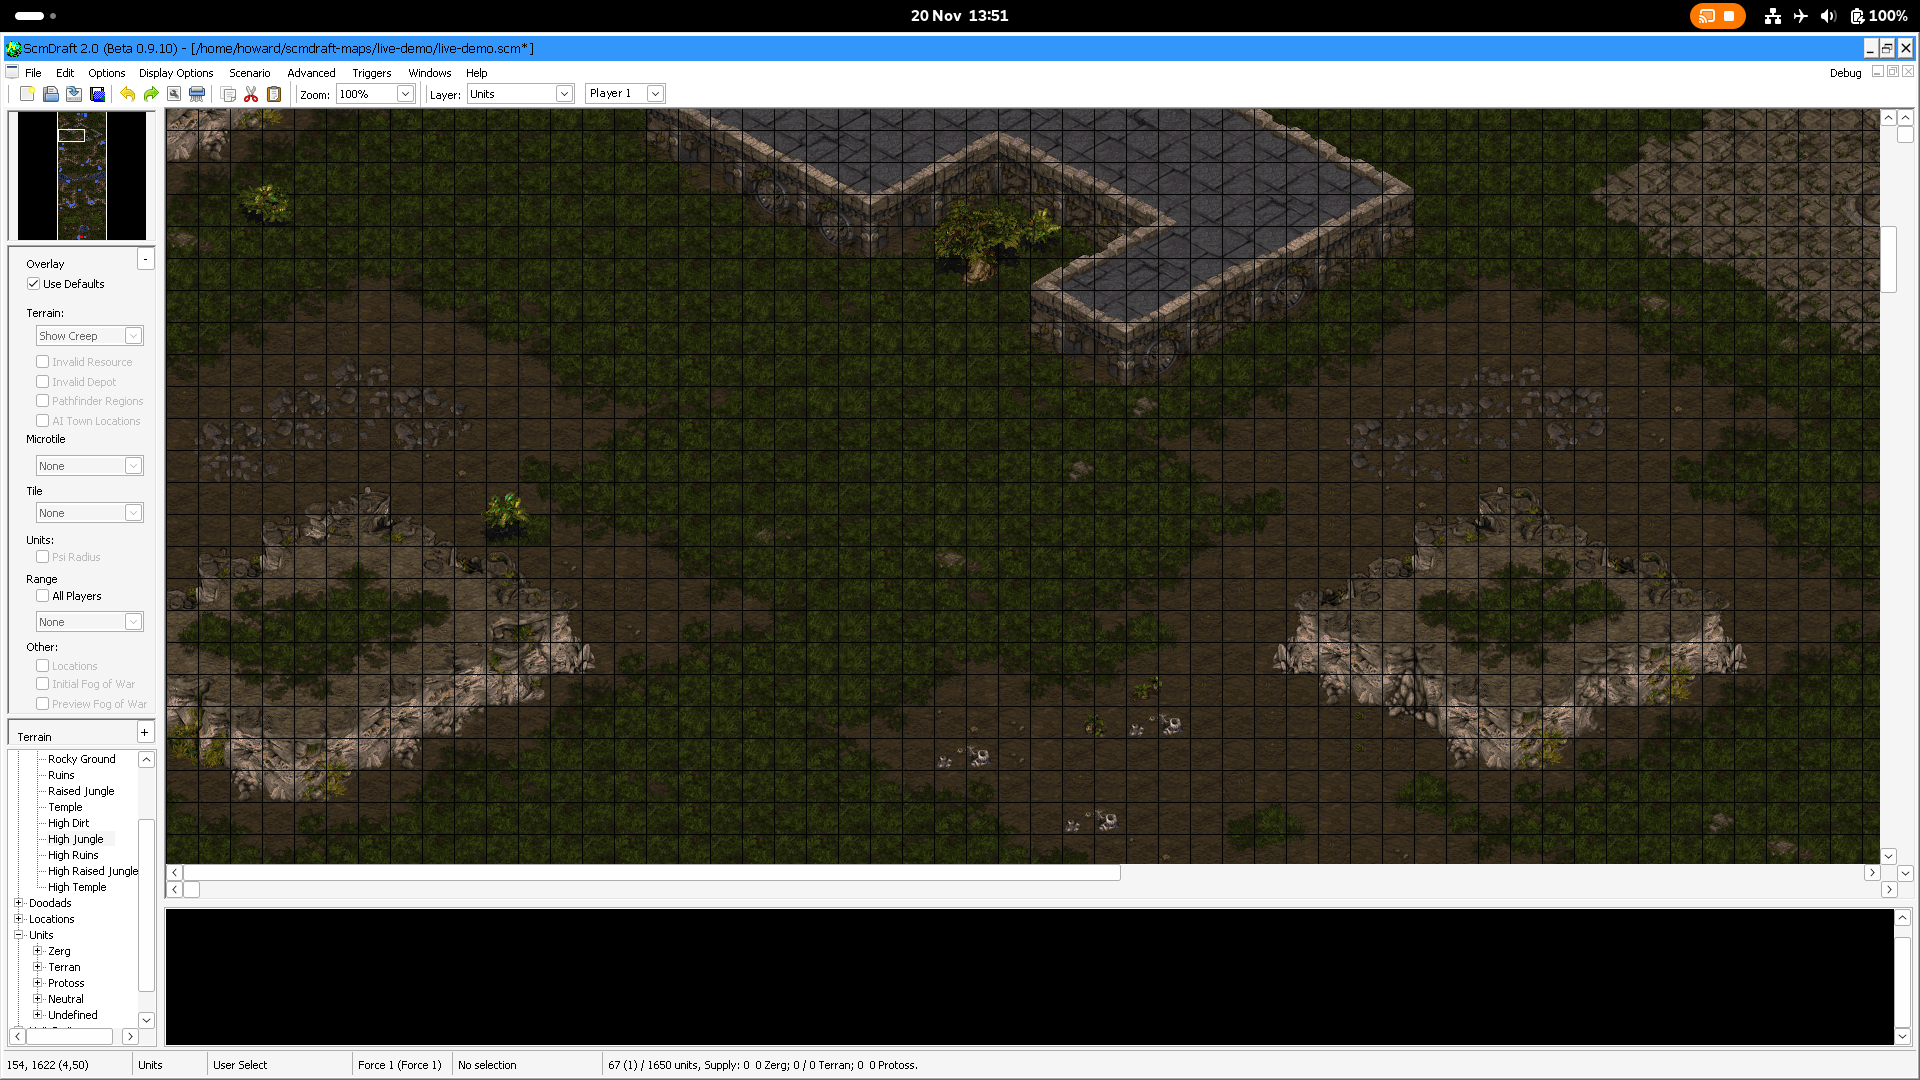 20 Nov 13:51
100%
ScmDraft 2.0 (Beta 0.9.10) - [/home/howard/scmdraft-maps/live-demo/live-demo.scm*]
File Edit Options Display Options Scenario Advanced Triggers Windows Help Debug
Zoom: 100% Layer: Units Player 1
Overlay -
Use Defaults
Terrain:
Show Creep
Invalid Resource
Invalid Depot
Pathfinder Regions
AI Town Locations
Microtile
None
Tile
None
Units:
Psi Radius
Range
All Players
None
Other:
Locations
Initial Fog of War
Preview Fog of War
Terrain +
Rocky Ground
Ruins
Raised Jungle
Temple
High Dirt
High Jungle
High Ruins
High Raised Jungle
High Temple
Doodads
Locations
Units
Zerg
Terran
Protoss
Neutral
Undefined
154, 1622 (4,50) Units User Select Force 1 (Force 1) No selection 67 (1) / 1650 units, Supply: 0 0 Zerg; 0 / 0 Terran; 0 0 Protoss.